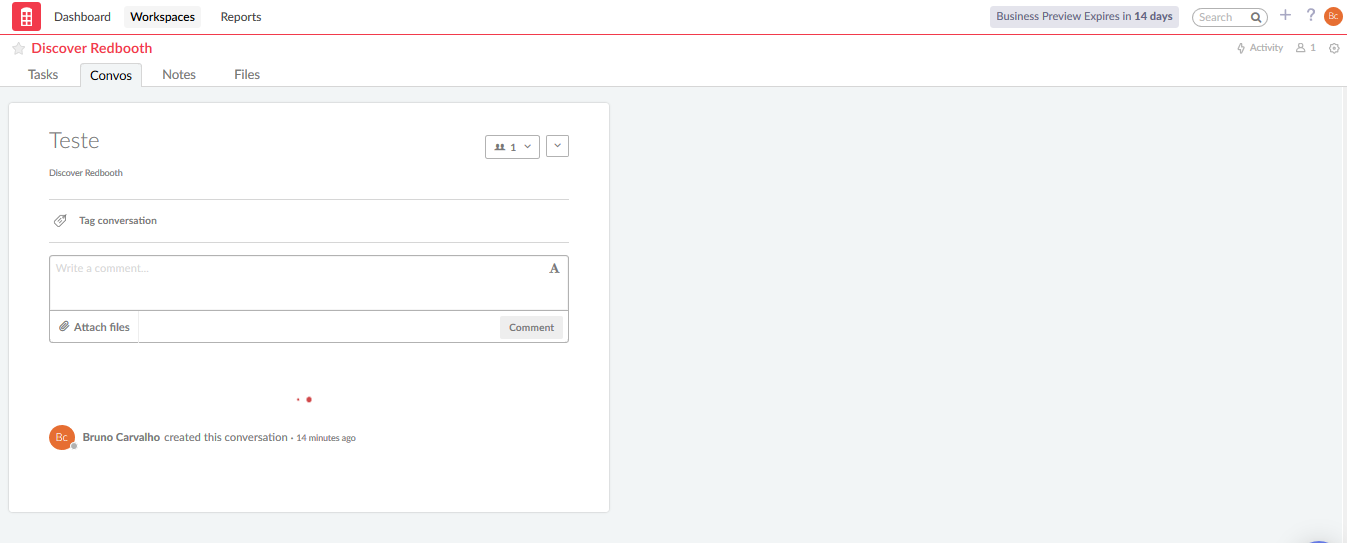 Dashboard Workspaces Reports Business Preview Expires in 14 days Search ? Bc
Discover Redbooth Activity 1
Tasks Convos Notes Files
Teste
1
Discover Redbooth
Tag conversation
Write a comment... A
Attach files Comment
Bc Bruno Carvalho created this conversation · 14 minutes ago